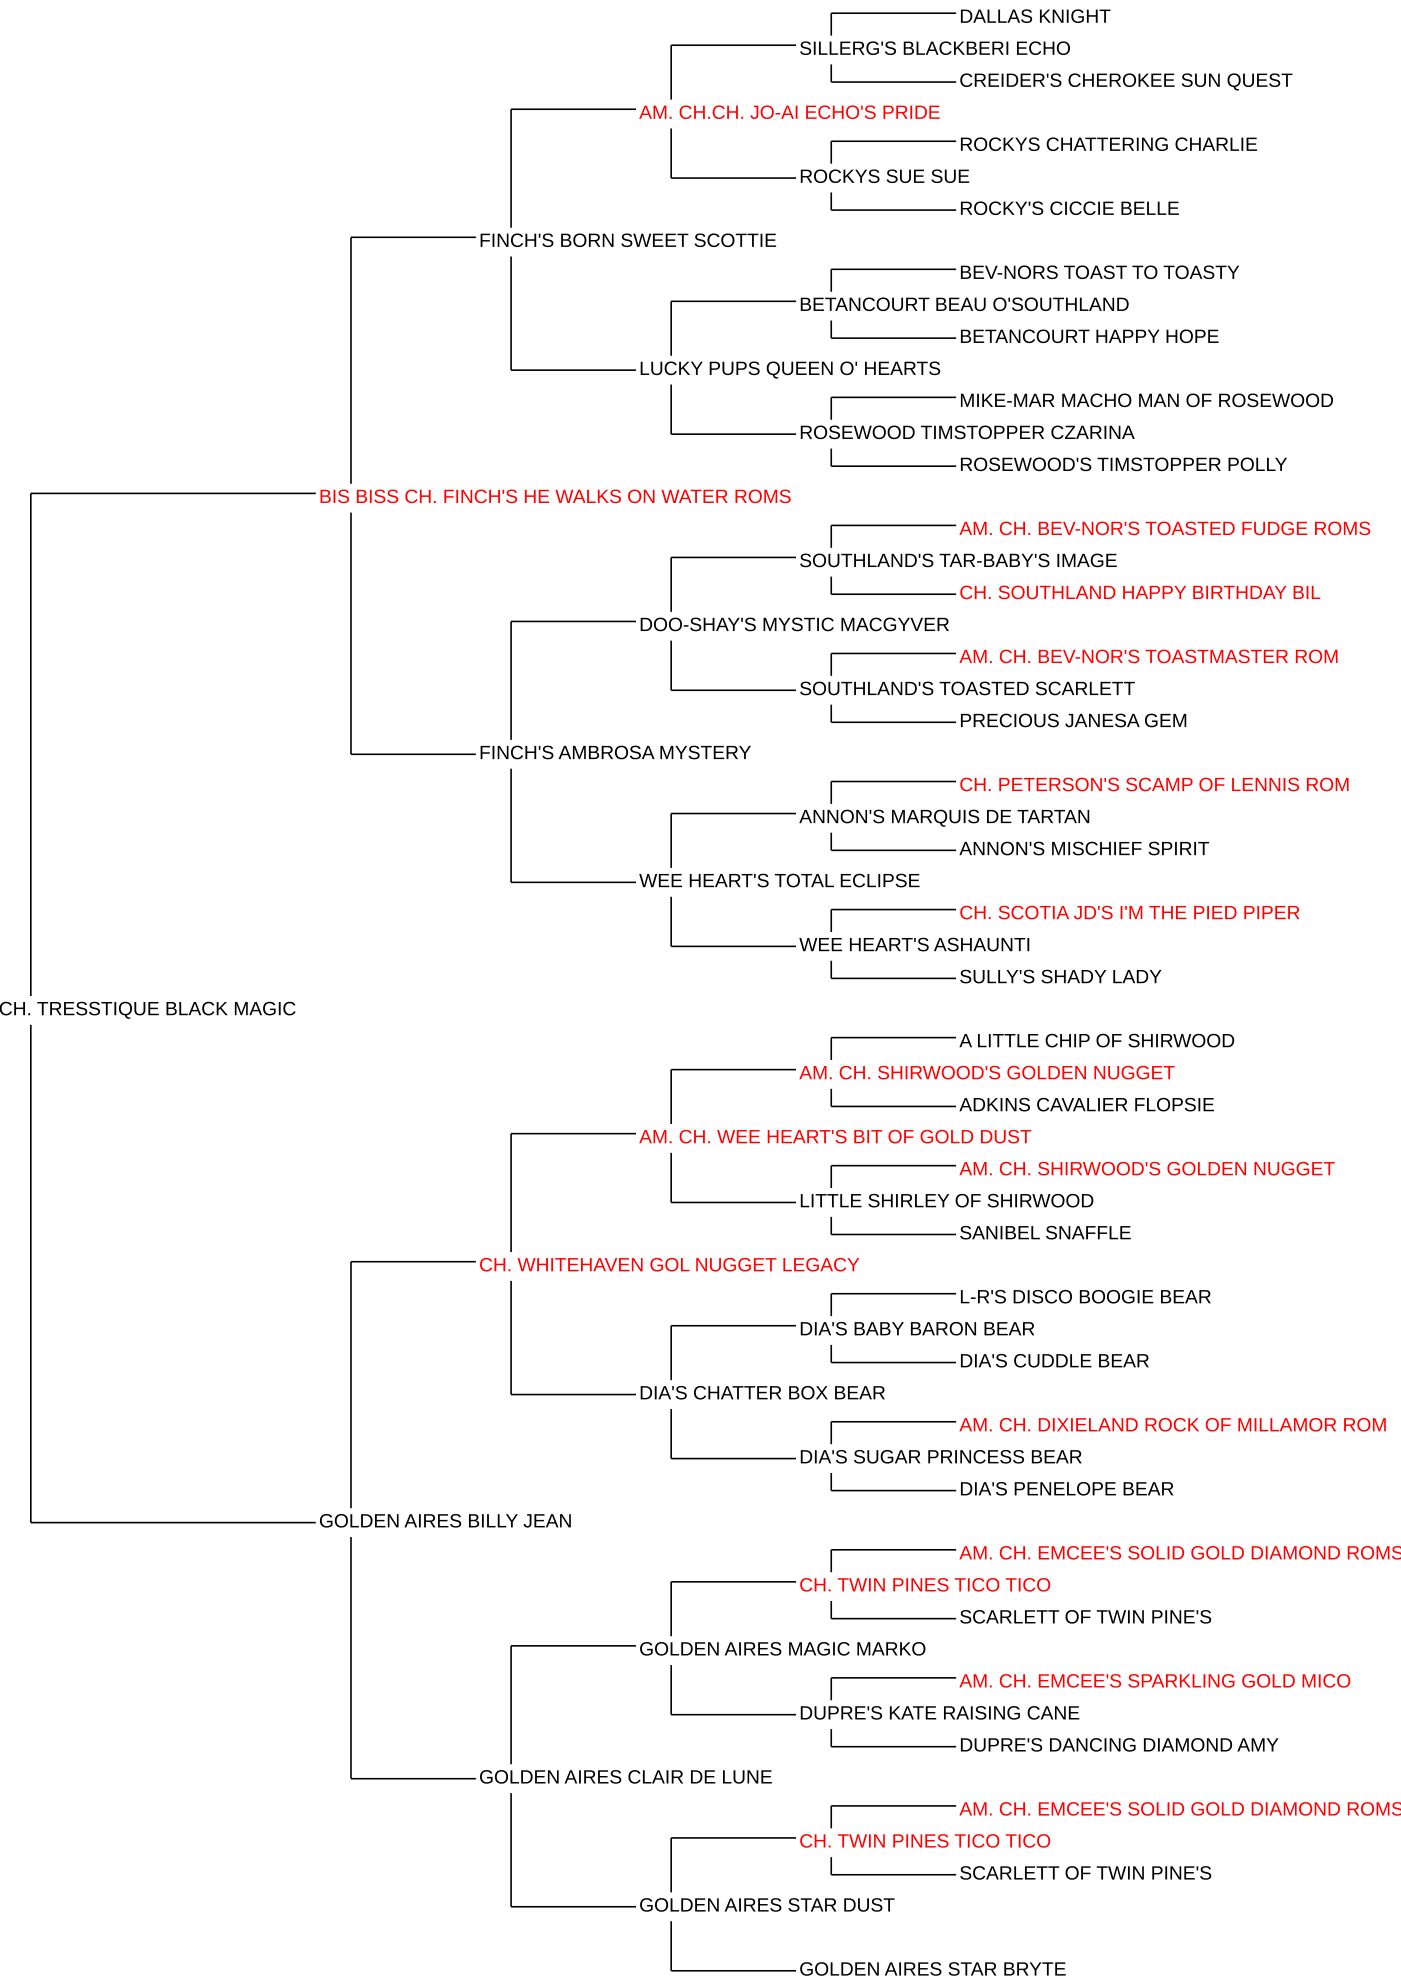 DALLAS KNIGHT
SILLERG'S BLACKBERI ECHO
CREIDER'S CHEROKEE SUN QUEST
AM. CH.CH. JO-AI ECHO'S PRIDE
ROCKYS CHATTERING CHARLIE
ROCKYS SUE SUE
ROCKY'S CICCIE BELLE
FINCH'S BORN SWEET SCOTTIE
BEV-NORS TOAST TO TOASTY
BETANCOURT BEAU O'SOUTHLAND
BETANCOURT HAPPY HOPE
LUCKY PUPS QUEEN O' HEARTS
MIKE-MAR MACHO MAN OF ROSEWOOD
ROSEWOOD TIMSTOPPER CZARINA
ROSEWOOD'S TIMSTOPPER POLLY
BIS BISS CH. FINCH'S HE WALKS ON WATER ROMS
AM. CH. BEV-NOR'S TOASTED FUDGE ROMS
SOUTHLAND'S TAR-BABY'S IMAGE
CH. SOUTHLAND HAPPY BIRTHDAY BIL
DOO-SHAY'S MYSTIC MACGYVER
AM. CH. BEV-NOR'S TOASTMASTER ROM
SOUTHLAND'S TOASTED SCARLETT
PRECIOUS JANESA GEM
FINCH'S AMBROSA MYSTERY
CH. PETERSON'S SCAMP OF LENNIS ROM
ANNON'S MARQUIS DE TARTAN
ANNON'S MISCHIEF SPIRIT
WEE HEART'S TOTAL ECLIPSE
CH. SCOTIA JD'S I'M THE PIED PIPER
WEE HEART'S ASHAUNTI
SULLY'S SHADY LADY
CH. TRESSTIQUE BLACK MAGIC
A LITTLE CHIP OF SHIRWOOD
AM. CH. SHIRWOOD'S GOLDEN NUGGET
ADKINS CAVALIER FLOPSIE
AM. CH. WEE HEART'S BIT OF GOLD DUST
AM. CH. SHIRWOOD'S GOLDEN NUGGET
LITTLE SHIRLEY OF SHIRWOOD
SANIBEL SNAFFLE
CH. WHITEHAVEN GOL NUGGET LEGACY
L-R'S DISCO BOOGIE BEAR
DIA'S BABY BARON BEAR
DIA'S CUDDLE BEAR
DIA'S CHATTER BOX BEAR
AM. CH. DIXIELAND ROCK OF MILLAMOR ROM
DIA'S SUGAR PRINCESS BEAR
DIA'S PENELOPE BEAR
GOLDEN AIRES BILLY JEAN
AM. CH. EMCEE'S SOLID GOLD DIAMOND ROMS
CH. TWIN PINES TICO TICO
SCARLETT OF TWIN PINE'S
GOLDEN AIRES MAGIC MARKO
AM. CH. EMCEE'S SPARKLING GOLD MICO
DUPRE'S KATE RAISING CANE
DUPRE'S DANCING DIAMOND AMY
GOLDEN AIRES CLAIR DE LUNE
AM. CH. EMCEE'S SOLID GOLD DIAMOND ROMS
CH. TWIN PINES TICO TICO
SCARLETT OF TWIN PINE'S
GOLDEN AIRES STAR DUST
GOLDEN AIRES STAR BRYTE